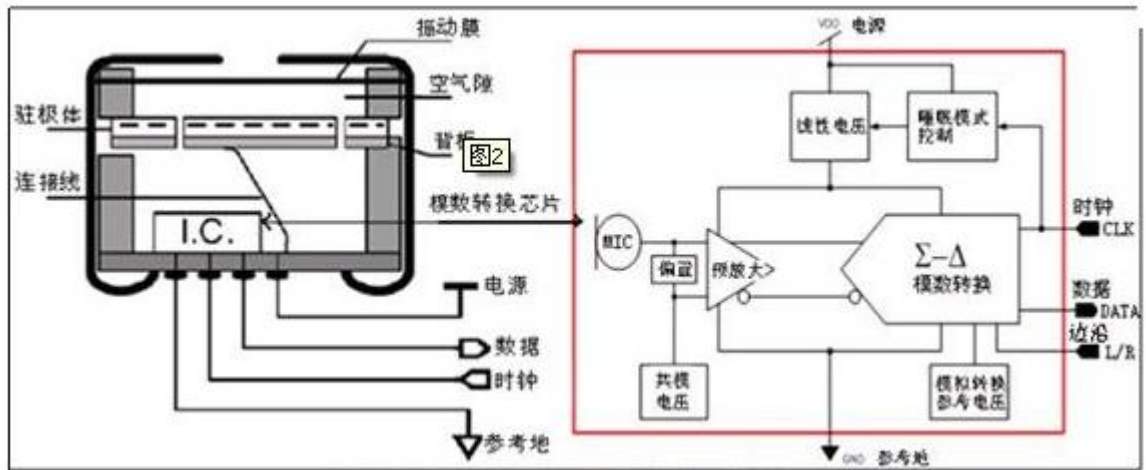 振动膜
空气隙
驻极体
背板
图2
连接线
模数转换芯片
I.C.
电源
数据
时钟
参考地
VDD 电源
线性电压
睡眠模式
控制
时钟
CLK
MIC
偏置
预放大>
Σ-Δ
模数转换
数据
DATA
边沿
L/R
共模
电压
模拟转换
参考电压
GND 参考地